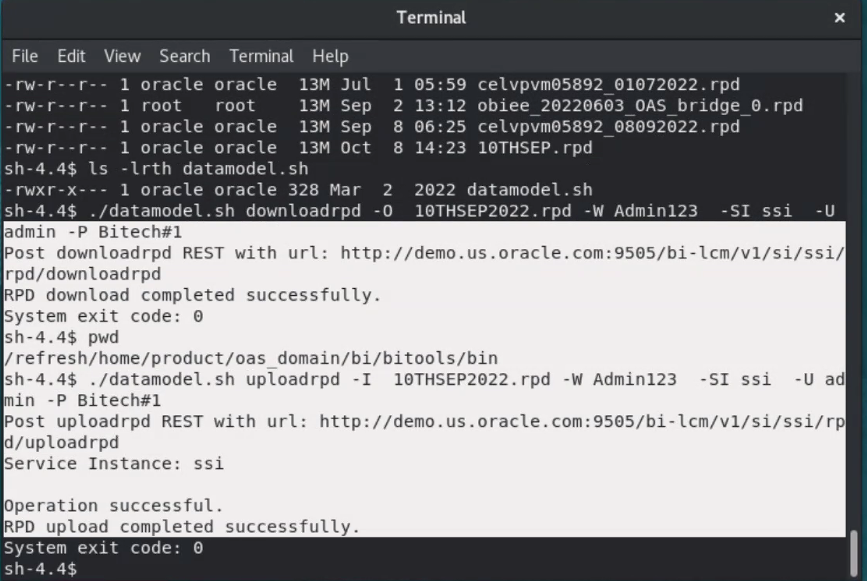 Terminal
×
File Edit View Search Terminal Help
-rw-r--r-- 1 oracle oracle  13M Jul  1 05:59 celvpvm05892_01072022.rpd
-rw-r--r-- 1 root   root    13M Sep  2 13:12 obiee_20220603_OAS_bridge_0.rpd
-rw-r--r-- 1 oracle oracle  13M Sep  8 06:25 celvpvm05892_08092022.rpd
-rw-r--r-- 1 oracle oracle  13M Oct  8 14:23 10THSEP.rpd
sh-4.4$ ls -lrth datamodel.sh
-rwxr-x--- 1 oracle oracle 328 Mar  2  2022 datamodel.sh
sh-4.4$ ./datamodel.sh downloadrpd -O  10THSEP2022.rpd -W Admin123  -SI ssi  -U
admin -P Bitech#1
Post downloadrpd REST with url: http://demo.us.oracle.com:9505/bi-lcm/v1/si/ssi/
rpd/downloadrpd
RPD download completed successfully.
System exit code: 0
sh-4.4$ pwd
/refresh/home/product/oas_domain/bi/bitools/bin
sh-4.4$ ./datamodel.sh uploadrpd -I  10THSEP2022.rpd -W Admin123  -SI ssi  -U ad
min -P Bitech#1
Post uploadrpd REST with url: http://demo.us.oracle.com:9505/bi-lcm/v1/si/ssi/rp
d/uploadrpd
Service Instance: ssi
Operation successful.
RPD upload completed successfully.
System exit code: 0
sh-4.4$